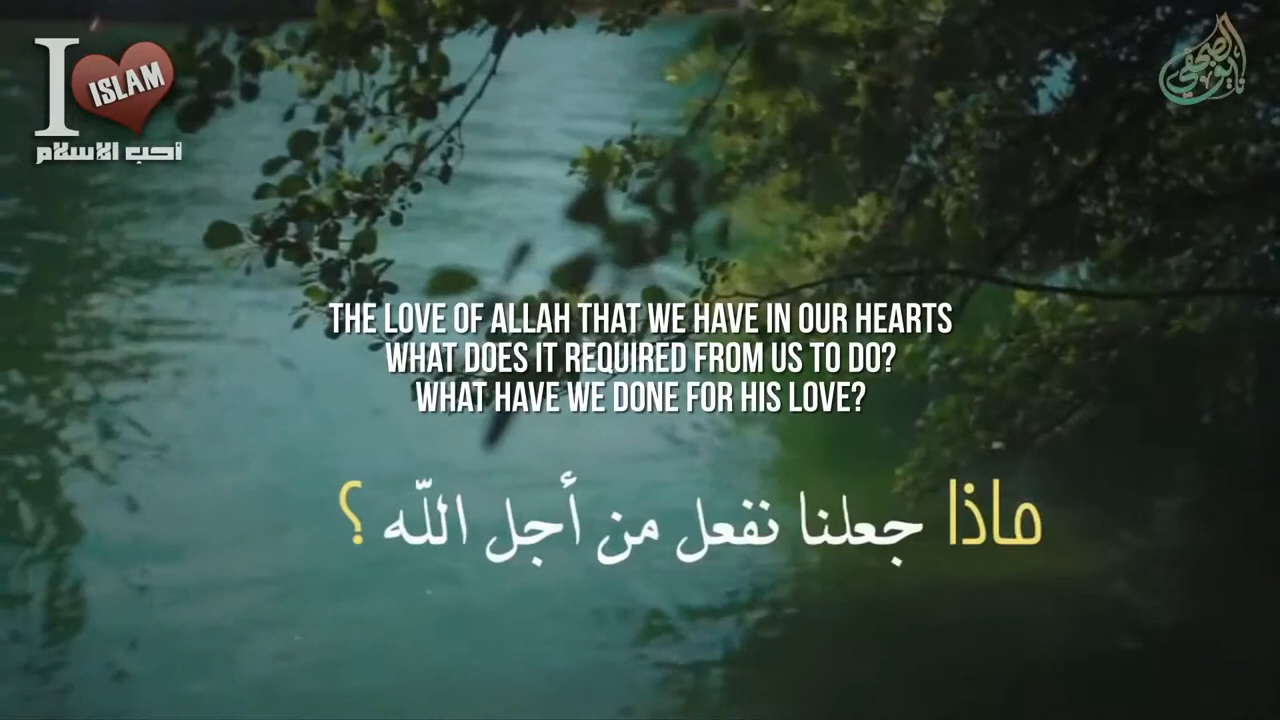 I ISLAM
أحب الاسلام
THE LOVE OF ALLAH THAT WE HAVE IN OUR HEARTS
WHAT DOES IT REQUIRED FROM US TO DO?
WHAT HAVE WE DONE FOR HIS LOVE?
ماذا جعلنا نفعل من أجل اللّه ؟